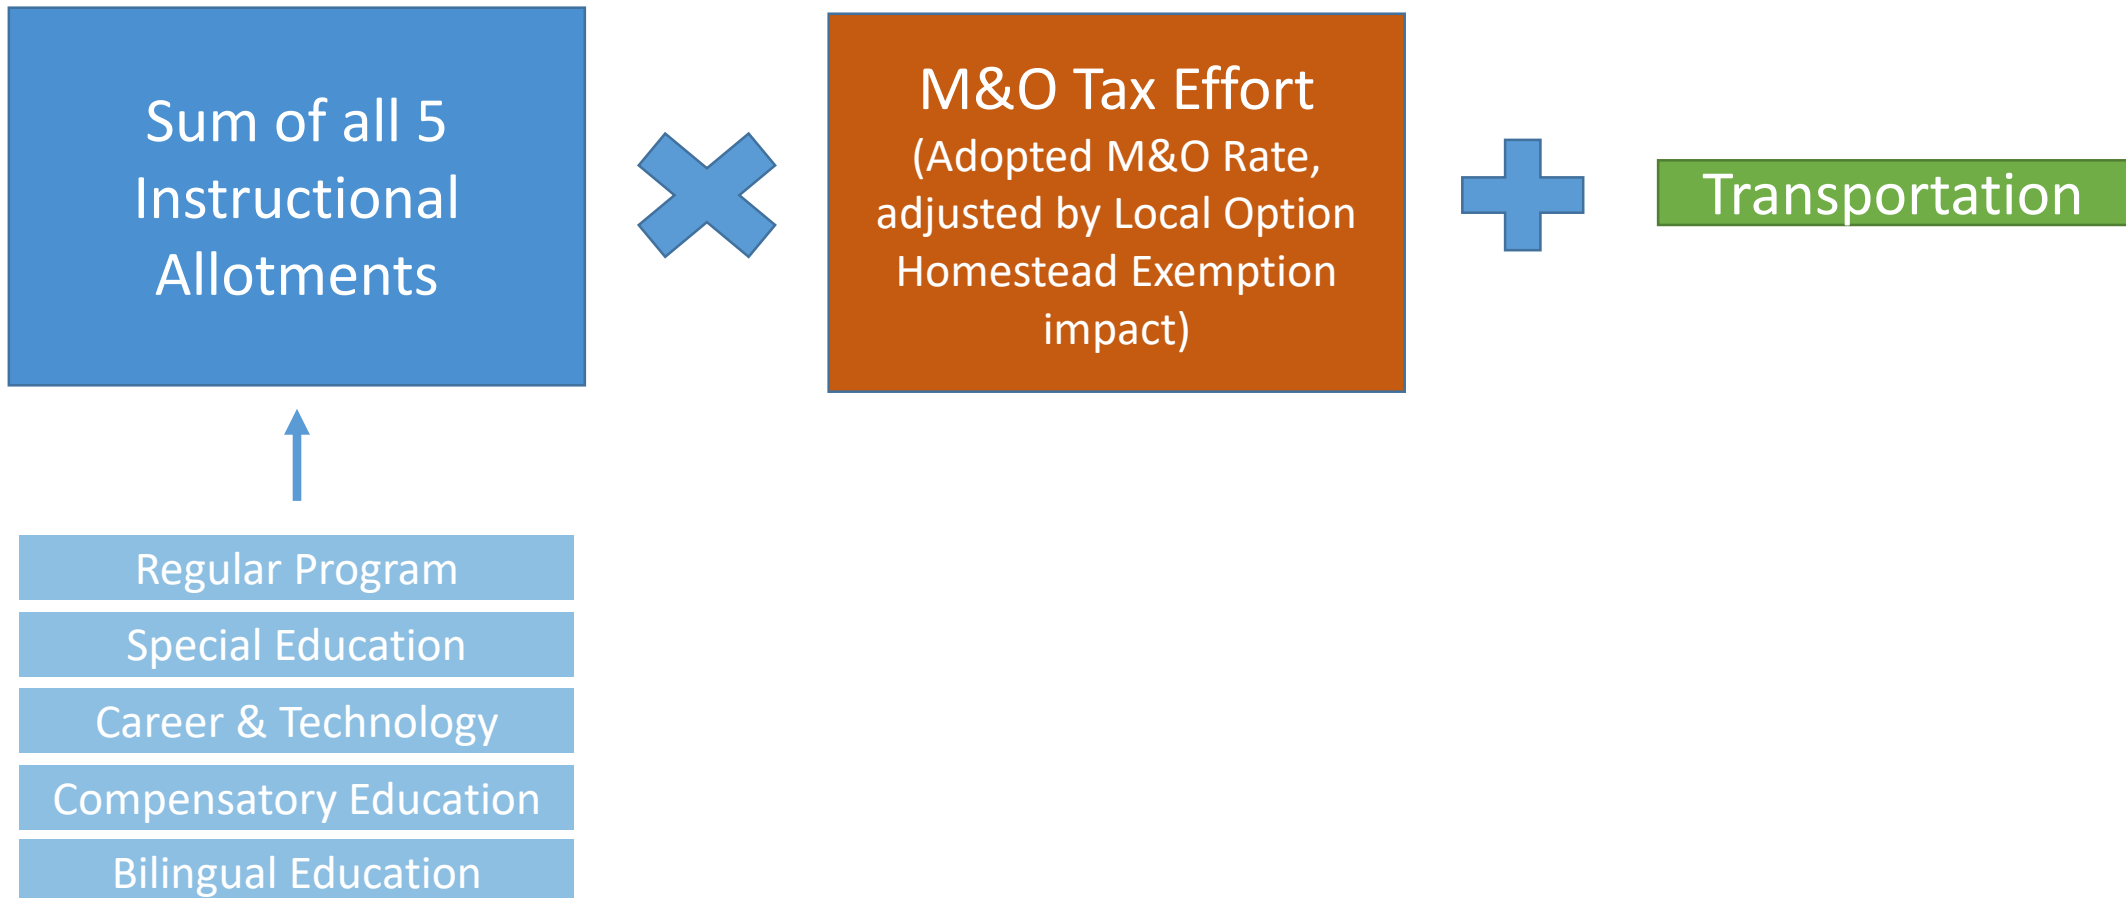 Sum of all 5
Instructional
Allotments
M&O Tax Effort
(Adopted M&O Rate,
adjusted by Local Option
Homestead Exemption
impact)
Transportation
Regular Program
Special Education
Career & Technology
Compensatory Education
Bilingual Education